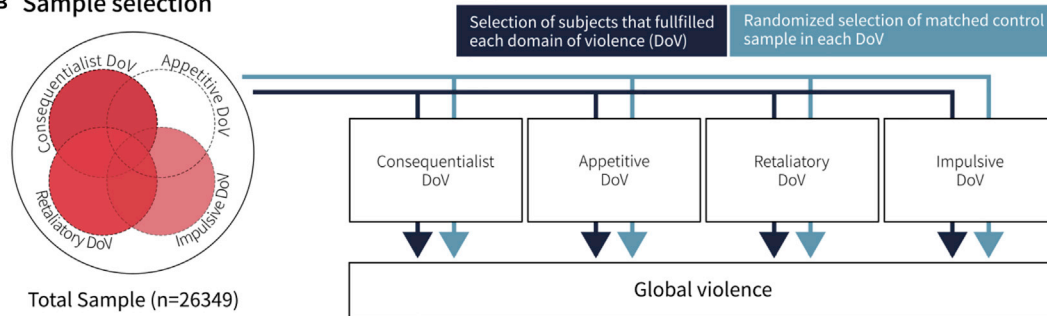 B Sample selection
Selection of subjects that fullfilled
each domain of violence (DoV)
Randomized selection of matched control
sample in each DoV
Consequentialist DoV
Appetitive DoV
Retaliatory DoV
Impulsive DoV
Total Sample (n=26349)
Consequentialist
DoV
Appetitive
DoV
Retaliatory
DoV
Impulsive
DoV
Global violence